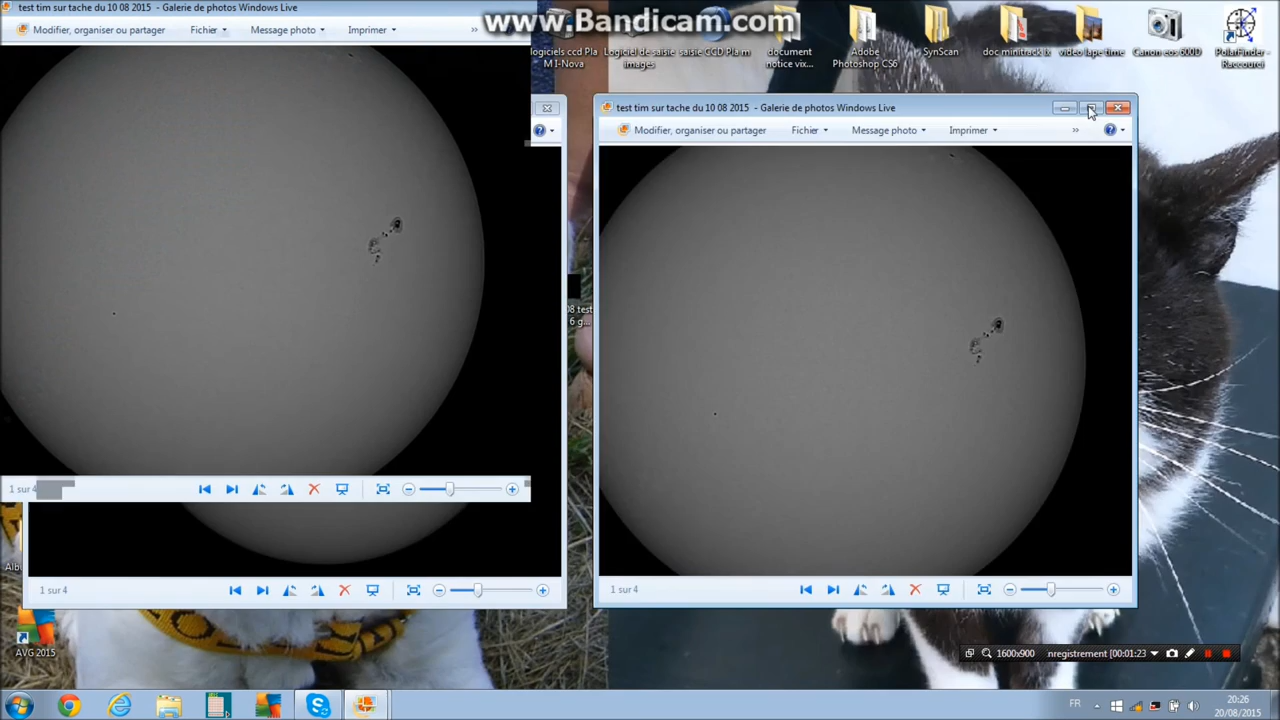 test tim sur tache du 10 08 2015 - Galerie de photos Windows Live
www.Bandicam.com
Modifier, organiser ou partager Fichier Message photo Imprimer »
logiciels ccd Pla M I-Nova
Logiciel de saisie images
saisie CCD Pla m
document notice vix...
Adobe Photoshop CS6
SynScan
doc minitrack lx
video lape time
Canon eos 600D
PolarFinder - Raccourci
test tim sur tache du 10 08 2015 - Galerie de photos Windows Live
Modifier, organiser ou partager Fichier Message photo Imprimer »
08 test
6 g...
1 sur 4
1 sur 4
1 sur 4
AVG 2015
1600x900 nregistrement [00:01:23]
FR
20:26
20/08/2015